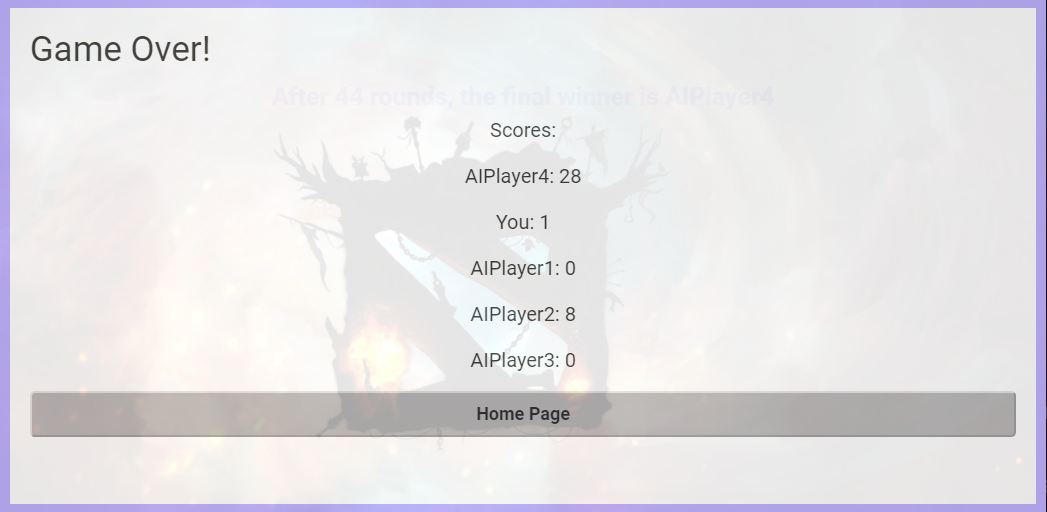 Game Over!
After 44 rounds, the final winner is AIPlayer4
Scores:
AIPlayer4: 28
You: 1
AIPlayer1: 0
AIPlayer2: 8
AIPlayer3: 0
Home Page